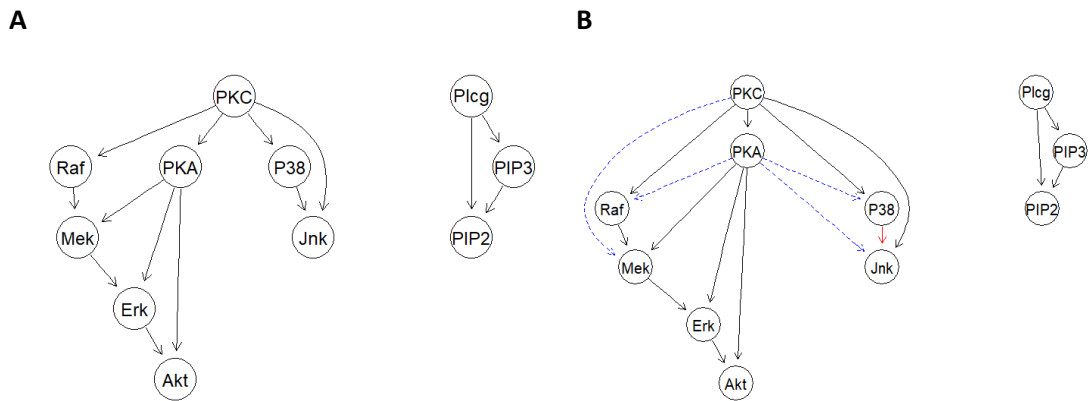 A
PKC
Plcg
Raf
PKA
P38
PIP3
Mek
Jnk
PIP2
Erk
Akt
B
PKC
Plcg
PKA
PIP3
Raf
P38
PIP2
Mek
Jnk
Erk
Akt